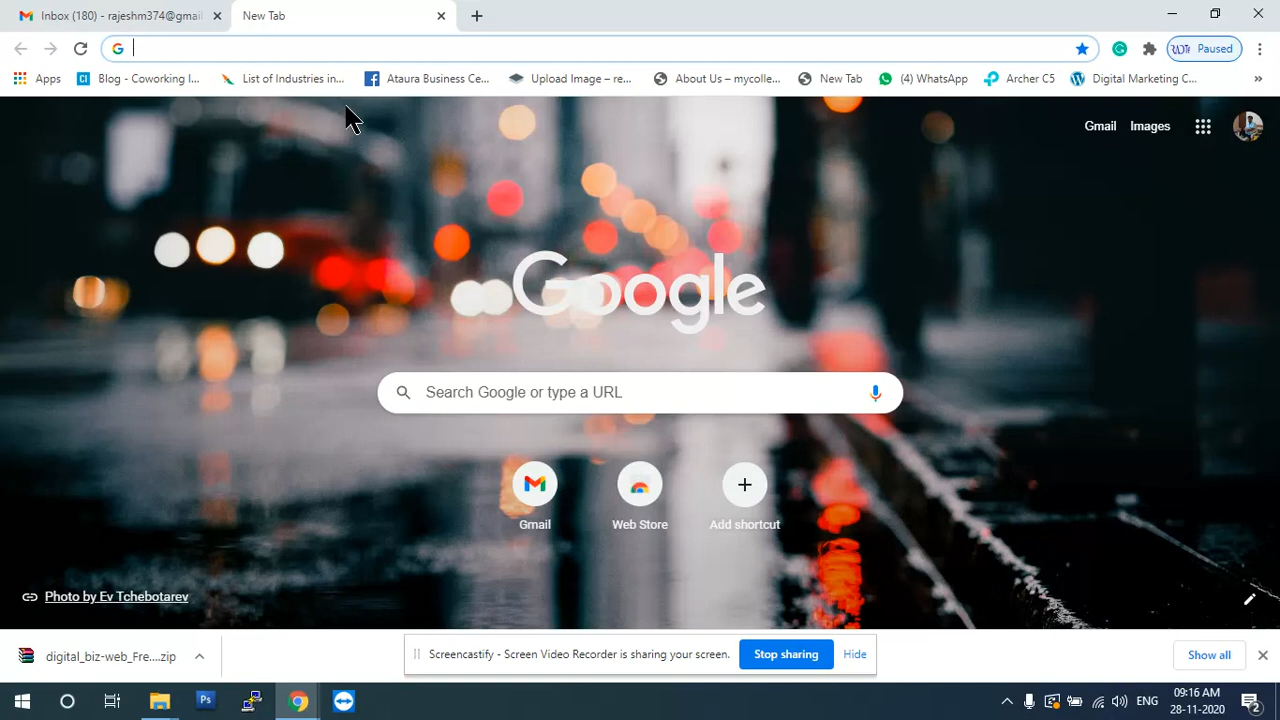 Inbox (180) - rajeshm374@gmail
New Tab
Paused
Apps
Blog - Coworking I...
List of Industries in...
Ataura Business Ce...
Upload Image – re...
About Us – mycolle...
New Tab
(4) WhatsApp
Archer C5
Digital Marketing C...
»
Gmail
Images
Google
Search Google or type a URL
Gmail
Web Store
Add shortcut
Photo by Ev Tchebotarev
digital_biz-web_Fre....zip
Screencastify - Screen Video Recorder is sharing your screen.
Stop sharing
Hide
Show all
Ps
ENG
09:16 AM
28-11-2020
2